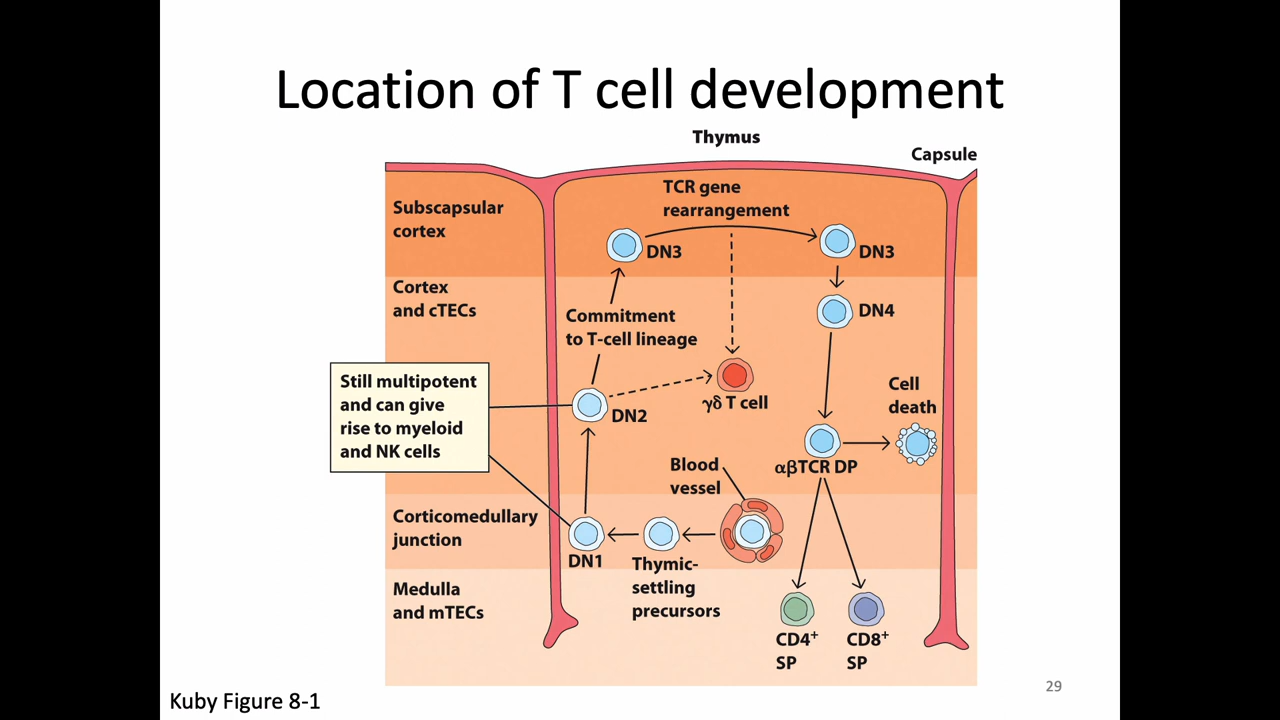 Location of T cell development
Thymus
Capsule
TCR gene
rearrangement
Subscapsular
cortex
DN3
DN3
Cortex
and cTECs
Commitment
to T-cell lineage
DN4
Still multipotent
and can give
rise to myeloid
and NK cells
DN2
γδ T cell
Cell
death
αβTCR DP
Blood
vessel
Corticomedullary
junction
DN1
Thymic-
settling
precursors
Medulla
and mTECs
CD4⁺
SP
CD8⁺
SP
29
Kuby Figure 8-1